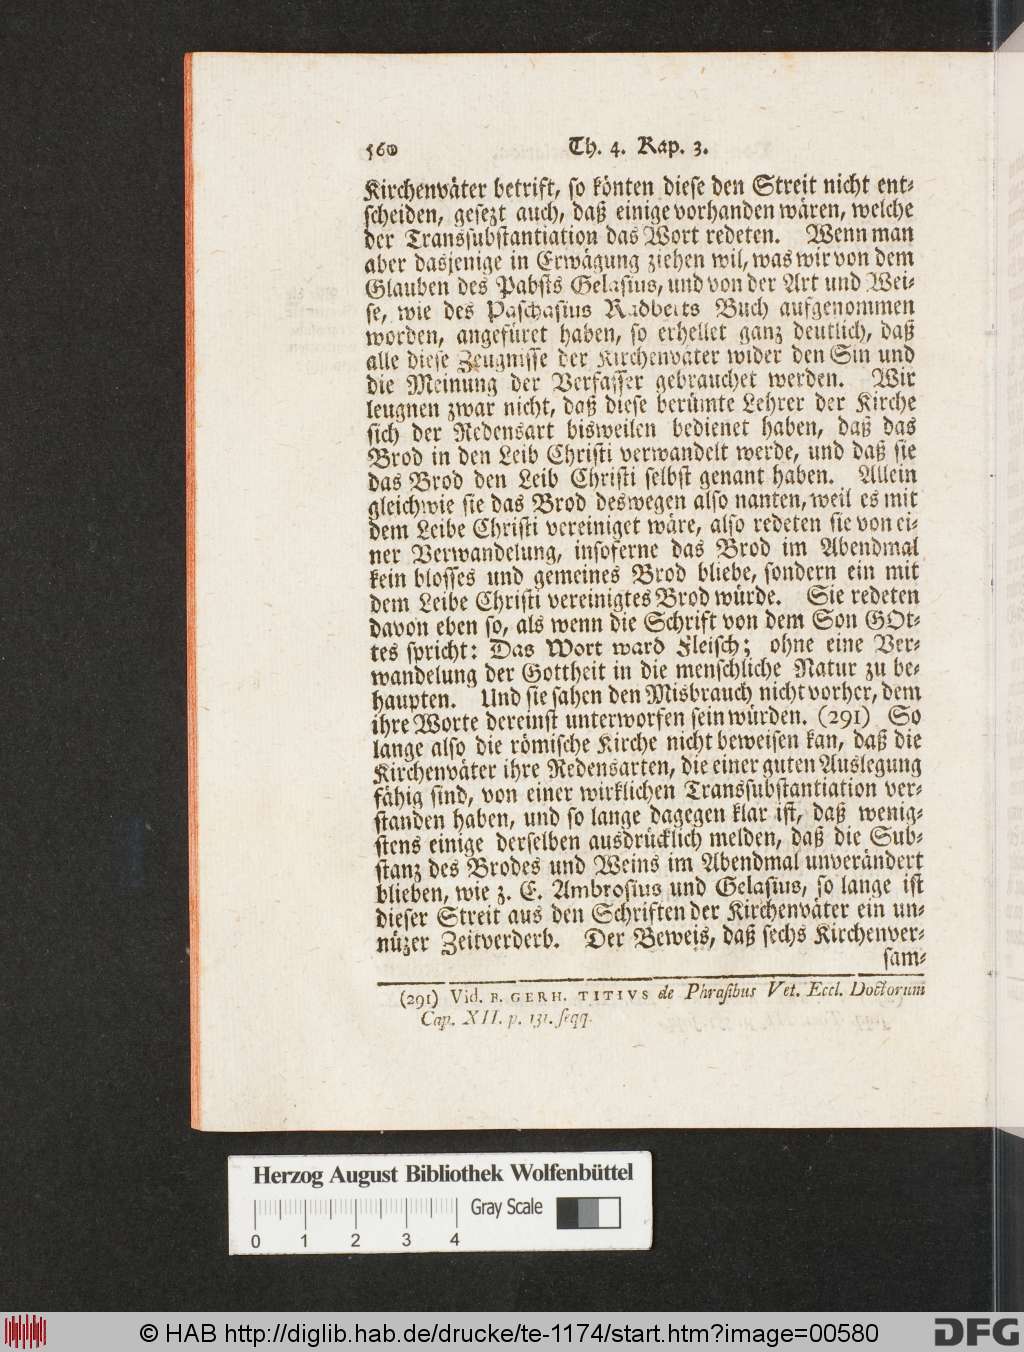 560 Th. 4. Kap. 3.
Kirchenväter betrift, so könten diese den Streit nicht ent-
scheiden, gesezt auch, daß einige vorhanden wären, welche
der Transsubstantiation das Wort redeten. Wenn man
aber dasjenige in Erwägung ziehen wil, was wir von dem
Glauben des Pabsts Gelasius, und von der Art und Wei-
se, wie des Paschasius Radberts Buch aufgenommen
worden, angefüret haben, so erhellet ganz deutlich, daß
alle diese Zeugnisse der Kirchenväter wider den Sin und
die Meinung der Verfasser gebrauchet werden. Wir
leugnen zwar nicht, daß diese berümte Lehrer der Kirche
sich der Redensart bisweilen bedienet haben, daß das
Brod in den Leib Christi verwandelt werde, und daß sie
das Brod den Leib Christi selbst genant haben. Allein
gleichwie sie das Brod deswegen also nanten, weil es mit
dem Leibe Christi vereiniget wäre, also redeten sie von ei-
ner Verwandelung, insoferne das Brod im Abendmal
kein blosses und gemeines Brod bliebe, sondern ein mit
dem Leibe Christi vereinigtes Brod würde. Sie redeten
davon eben so, als wenn die Schrift von dem Son GOt-
tes spricht: Das Wort ward Fleisch; ohne eine Ver-
wandelung der Gottheit in die menschliche Natur zu be-
haupten. Und sie sahen den Misbrauch nicht vorher, dem
ihre Worte dereinst unterworfen sein würden. (291) So
lange also die römische Kirche nicht beweisen kan, daß die
Kirchenväter ihre Redensarten, die einer guten Auslegung
fähig sind, von einer wirklichen Transsubstantiation ver-
standen haben, und so lange dagegen klar ist, daß wenig-
stens einige derselben ausdrücklich melden, daß die Sub-
stanz des Brodes und Weins im Abendmal unverändert
blieben, wie z. E. Ambrosius und Gelasius, so lange ist
dieser Streit aus den Schriften der Kirchenväter ein un-
nüzer Zeitverderb. Der Beweis, daß sechs Kirchenver-
sam-
(291) Vid. B. GERH. TITIVS de Phrasibus Vet. Eccl. Doctorum
Cap. XII. p. 131. seqq.
Herzog August Bibliothek Wolfenbüttel
Gray Scale
0 1 2 3 4
© HAB http://diglib.hab.de/drucke/te-1174/start.htm?image=00580
DFG